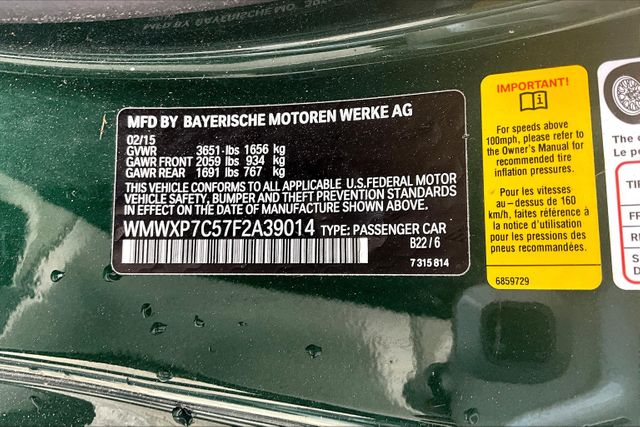 MFD BY BAYERISCHE MOTOREN WERKE AG
02/15
GVWR 3651 lbs 1656 kg
GAWR FRONT 2059 lbs 934 kg
GAWR REAR 1691 lbs 767 kg
THIS VEHICLE CONFORMS TO ALL APPLICABLE U.S.FEDERAL MOTOR
VEHICLE SAFETY, BUMPER AND THEFT PREVENTION STANDARDS
IN EFFECT ON THE DATE OF MANUFACTURE SHOWN ABOVE.
WMWXP7C57F2A39014 TYPE: PASSENGER CAR
B22 / 6
7 315 814
IMPORTANT!
For speeds above
100mph, please refer to
the Owner's Manual for
recommended tire
inflation pressures.
Pour les vitesses
au-dessus de 160
km/h, faites référence à
la notice d'utilisation
pour les pressions
des pneus recommandées.
6859729
The
Le p
TI
FR